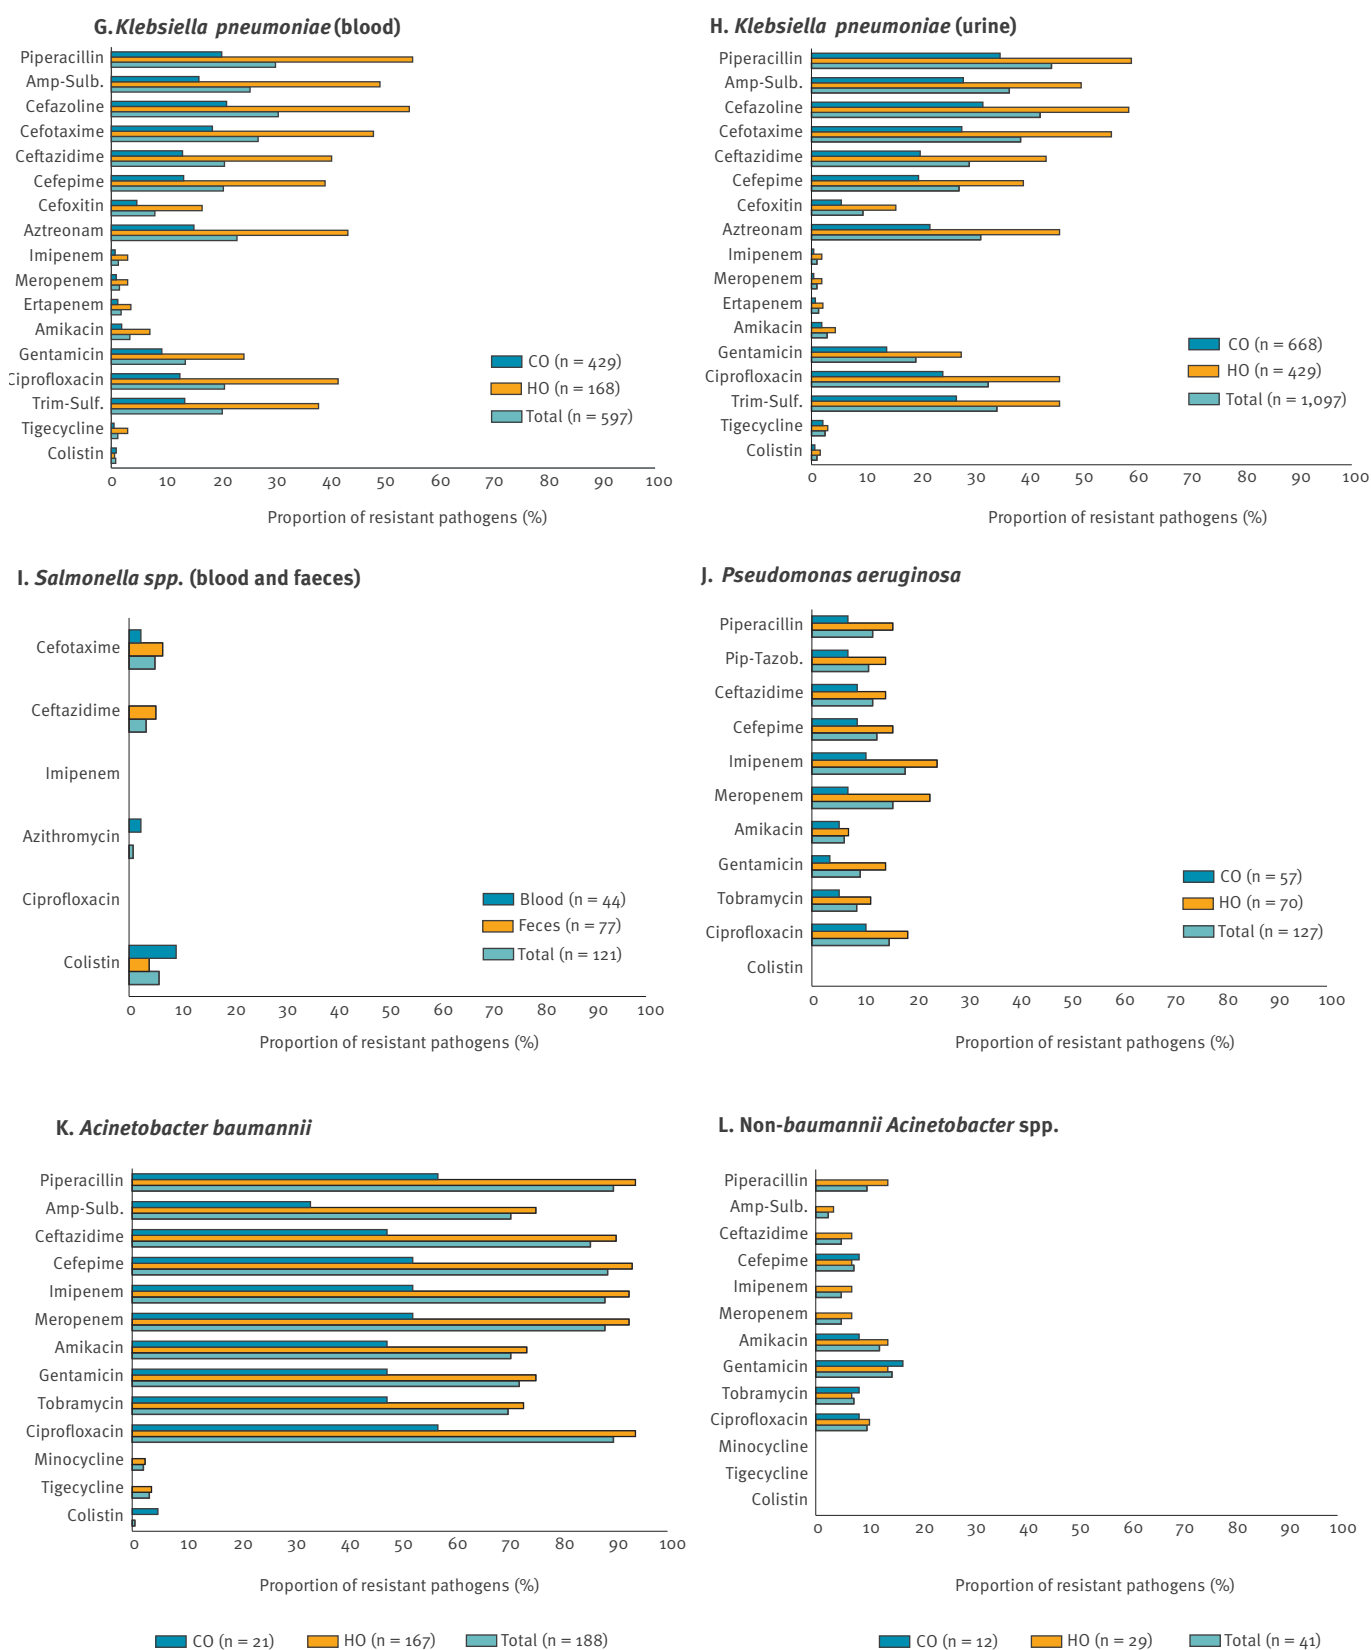 G. Klebsiella pneumoniae (blood)
Piperacillin
Amp-Sulb.
Cefazoline
Cefotaxime
Ceftazidime
Cefepime
Cefoxitin
Aztreonam
Imipenem
Meropenem
Ertapenem
Amikacin
Gentamicin
Ciprofloxacin
Trim-Sulf.
Tigecycline
Colistin
CO (n = 429)
HO (n = 168)
Total (n = 597)
0 10 20 30 40 50 60 70 80 90 100
Proportion of resistant pathogens (%)
H. Klebsiella pneumoniae (urine)
Piperacillin
Amp-Sulb.
Cefazoline
Cefotaxime
Ceftazidime
Cefepime
Cefoxitin
Aztreonam
Imipenem
Meropenem
Ertapenem
Amikacin
Gentamicin
Ciprofloxacin
Trim-Sulf.
Tigecycline
Colistin
CO (n = 668)
HO (n = 429)
Total (n = 1,097)
0 10 20 30 40 50 60 70 80 90 100
Proportion of resistant pathogens (%)
I. Salmonella spp. (blood and faeces)
Cefotaxime
Ceftazidime
Imipenem
Azithromycin
Ciprofloxacin
Colistin
Blood (n = 44)
Feces (n = 77)
Total (n = 121)
0 10 20 30 40 50 60 70 80 90 100
Proportion of resistant pathogens (%)
J. Pseudomonas aeruginosa
Piperacillin
Pip-Tazob.
Ceftazidime
Cefepime
Imipenem
Meropenem
Amikacin
Gentamicin
Tobramycin
Ciprofloxacin
Colistin
CO (n = 57)
HO (n = 70)
Total (n = 127)
0 10 20 30 40 50 60 70 80 90 100
Proportion of resistant pathogens (%)
K. Acinetobacter baumannii
Piperacillin
Amp-Sulb.
Ceftazidime
Cefepime
Imipenem
Meropenem
Amikacin
Gentamicin
Tobramycin
Ciprofloxacin
Minocycline
Tigecycline
Colistin
0 10 20 30 40 50 60 70 80 90 100
Proportion of resistant pathogens (%)
CO (n = 21) HO (n = 167) Total (n = 188)
L. Non-baumannii Acinetobacter spp.
Piperacillin
Amp-Sulb.
Ceftazidime
Cefepime
Imipenem
Meropenem
Amikacin
Gentamicin
Tobramycin
Ciprofloxacin
Minocycline
Tigecycline
Colistin
0 10 20 30 40 50 60 70 80 90 100
Proportion of resistant pathogens (%)
CO (n = 12) HO (n = 29) Total (n = 41)